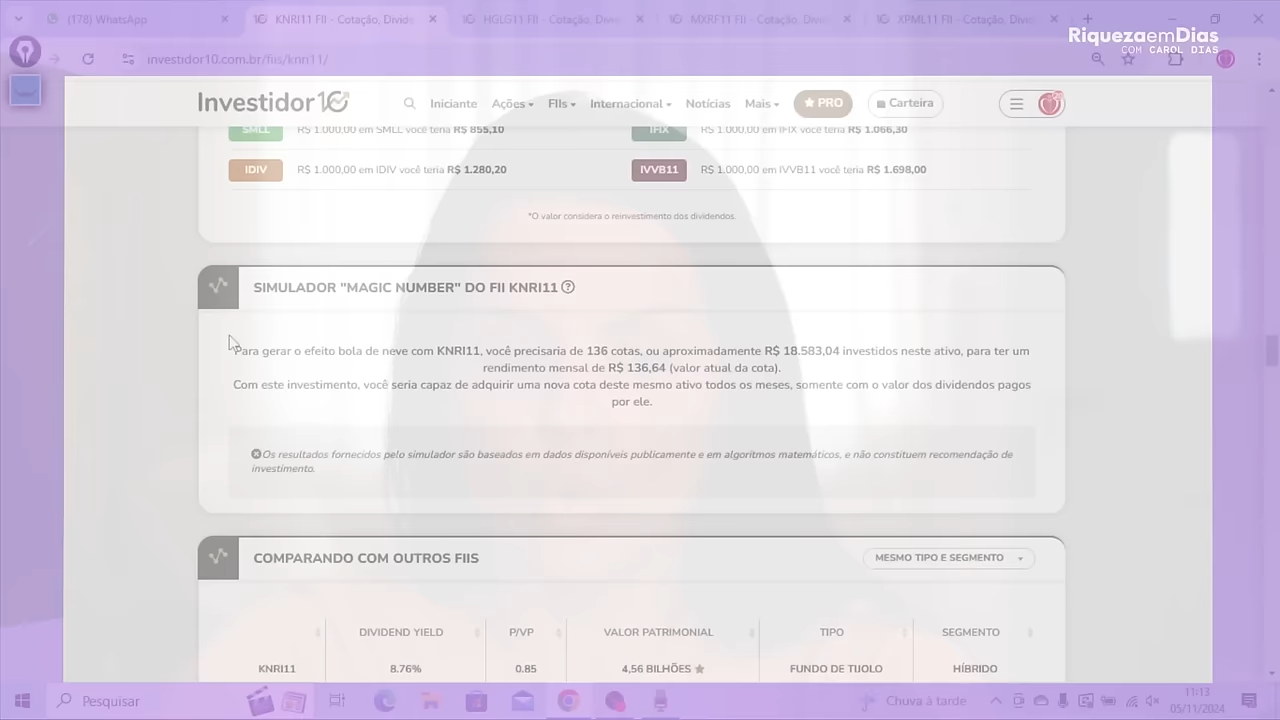 (178) WhatsApp
KNRI11 FII - Cotação, Divide
HGLG11 FII - Cotação, Divide
MXRF11 FII - Cotação, Divid
XPML11 FII - Cotação, Divid
RiquezaemDias
COM CAROL DIAS
investidor10.com.br/fiis/knri11/
Investidor10
Iniciante
Ações
FIIs
Internacional
Notícias
Mais
PRO
Carteira
SMLL
R$ 1.000,00 em SMLL você teria R$ 855,10
IFIX
R$ 1.000,00 em IFIX você teria R$ 1.066,30
IDIV
R$ 1.000,00 em IDIV você teria R$ 1.280,20
IVVB11
R$ 1.000,00 em IVVB11 você teria R$ 1.698,00
*O valor considera o reinvestimento dos dividendos.
SIMULADOR "MAGIC NUMBER" DO FII KNRI11
Para gerar o efeito bola de neve com KNRI11, você precisaria de 136 cotas, ou aproximadamente R$ 18.583,04 investidos neste ativo, para ter um
rendimento mensal de R$ 136,64 (valor atual da cota).
Com este investimento, você seria capaz de adquirir uma nova cota deste mesmo ativo todos os meses, somente com o valor dos dividendos pagos
por ele.
Os resultados fornecidos pelo simulador são baseados em dados disponíveis publicamente e em algoritmos matemáticos, e não constituem recomendação de
investimento.
COMPARANDO COM OUTROS FIIS
MESMO TIPO E SEGMENTO
DIVIDEND YIELD
P/VP
VALOR PATRIMONIAL
TIPO
SEGMENTO
KNRI11
8.76%
0.85
4,56 BILHÕES
FUNDO DE TIJOLO
HÍBRIDO
Pesquisar
Chuva à tarde
11:13
05/11/2024